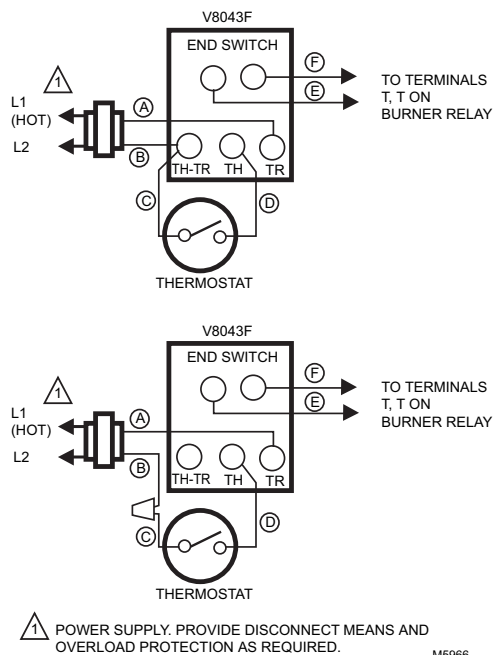 V8043F
END SWITCH
F
E
TO TERMINALS
T, T ON
BURNER RELAY
1
L1
(HOT)
L2
A
B
TH-TR
TH
TR
C
D
THERMOSTAT
V8043F
END SWITCH
F
E
TO TERMINALS
T, T ON
BURNER RELAY
1
L1
(HOT)
L2
A
B
TH-TR
TH
TR
C
D
THERMOSTAT
1 POWER SUPPLY. PROVIDE DISCONNECT MEANS AND
OVERLOAD PROTECTION AS REQUIRED.
M5966